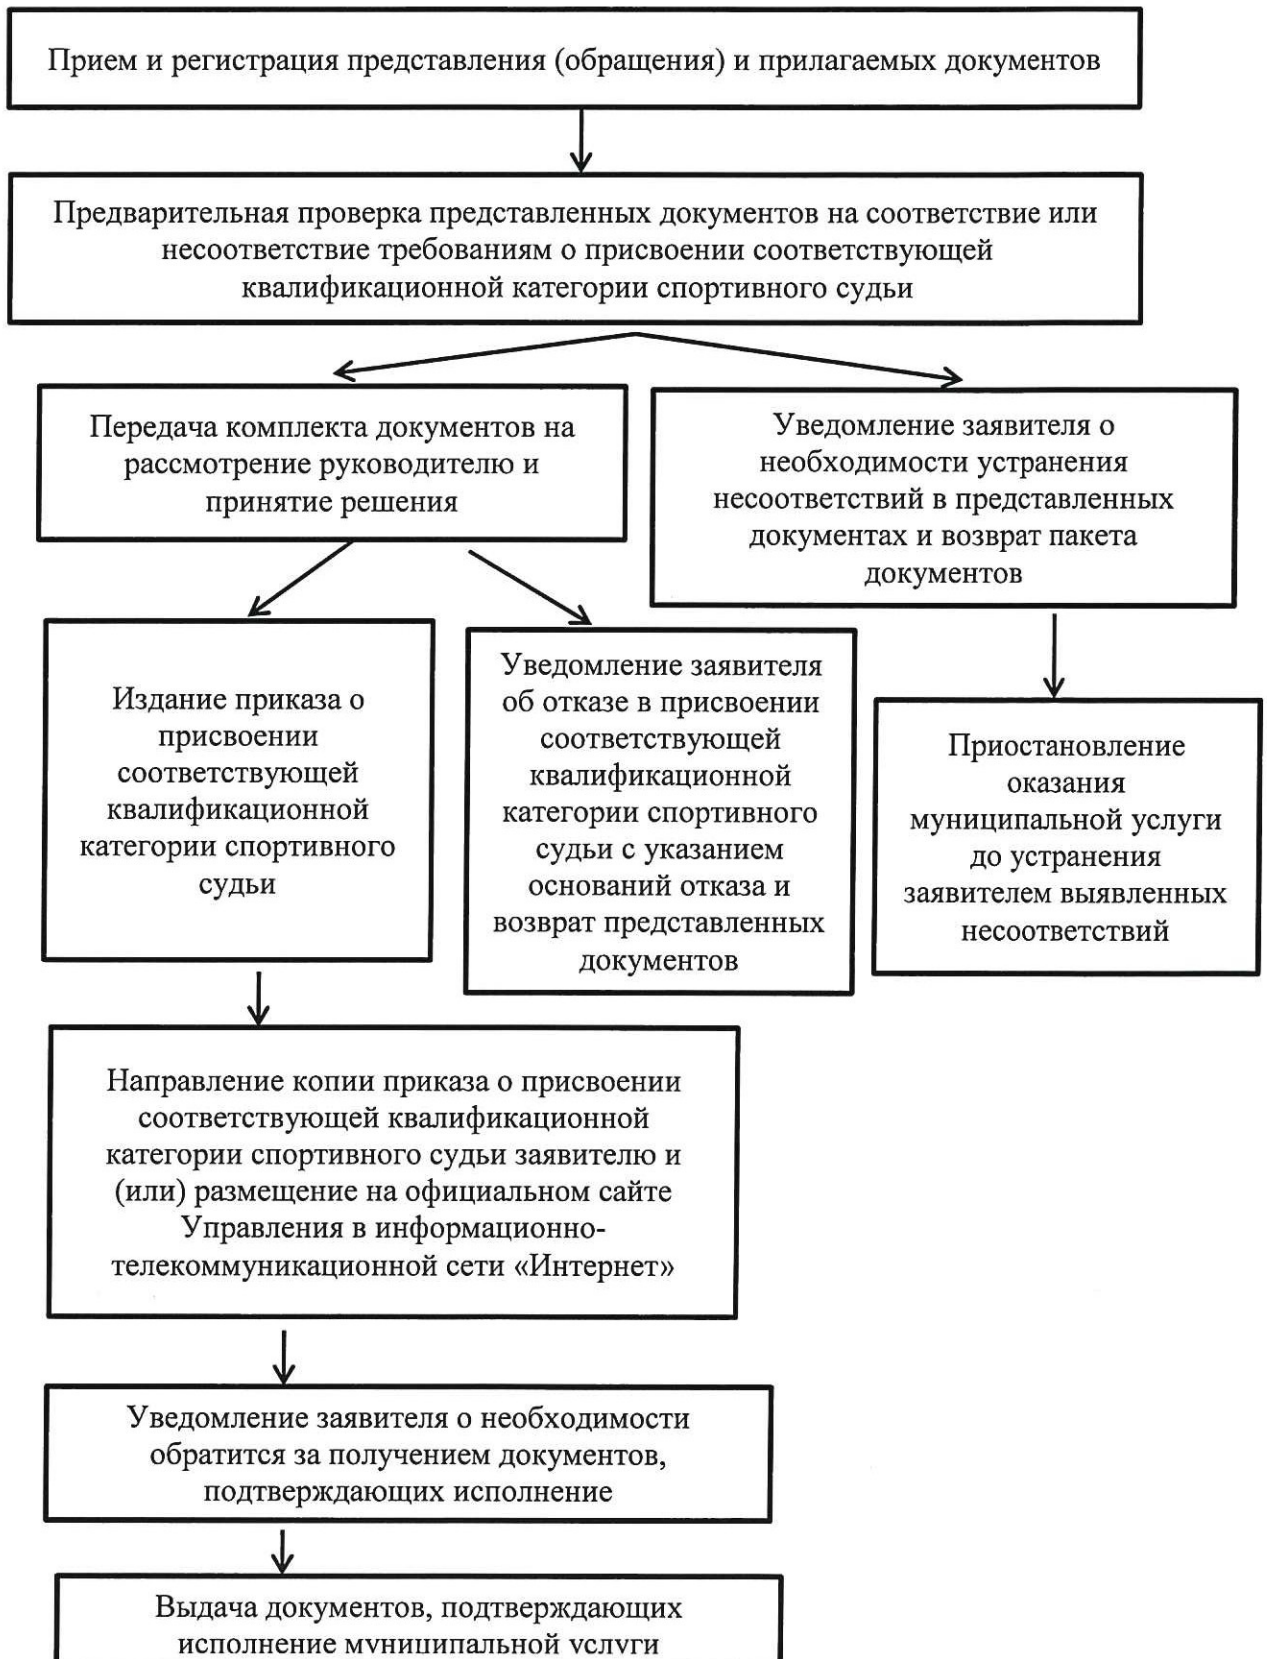 Прием и регистрация представления (обращения) и прилагаемых документов
Предварительная проверка представленных документов на соответствие или
несоответствие требованиям о присвоении соответствующей
квалификационной категории спортивного судьи
Передача комплекта документов на
рассмотрение руководителю и
принятие решения
Уведомление заявителя о
необходимости устранения
несоответствий в представленных
документах и возврат пакета
документов
Издание приказа о
присвоении
соответствующей
квалификационной
категории спортивного
судьи
Уведомление заявителя
об отказе в присвоении
соответствующей
квалификационной
категории спортивного
судьи с указанием
оснований отказа и
возврат представленных
документов
Приостановление
оказания
муниципальной услуги
до устранения
заявителем выявленных
несоответствий
Направление копии приказа о присвоении
соответствующей квалификационной
категории спортивного судьи заявителю и
(или) размещение на официальном сайте
Управления в информационно-
телекоммуникационной сети «Интернет»
Уведомление заявителя о необходимости
обратится за получением документов,
подтверждающих исполнение
Выдача документов, подтверждающих
исполнение муниципальной услуги